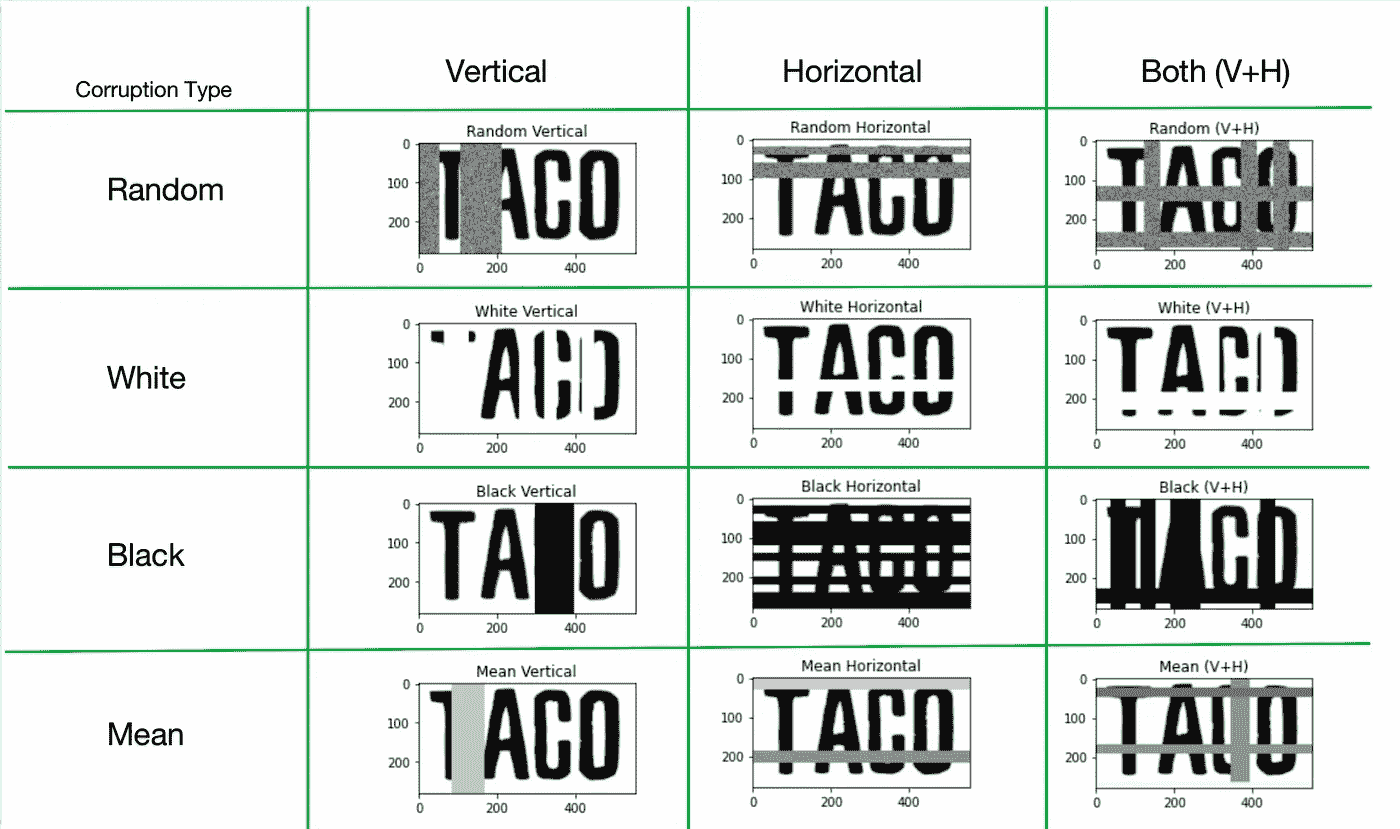 Corruption Type Vertical Horizontal Both (V+H)
Random
Random Vertical
0
100
200
0 200 400
TACO
Random Horizontal
0
100
200
0 200 400
TACO
Random (V+H)
0
100
200
0 200 400
TACO
White
White Vertical
0
100
200
0 200 400
TACO
White Horizontal
0
100
200
0 200 400
TACO
White (V+H)
0
100
200
0 200 400
TACO
Black
Black Vertical
0
100
200
0 200 400
TA O
Black Horizontal
0
100
200
0 200 400
TACO
Black (V+H)
0
100
200
0 200 400
TACO
Mean
Mean Vertical
0
100
200
0 200 400
TACO
Mean Horizontal
0
100
200
0 200 400
TACO
Mean (V+H)
0
100
200
0 200 400
TACO